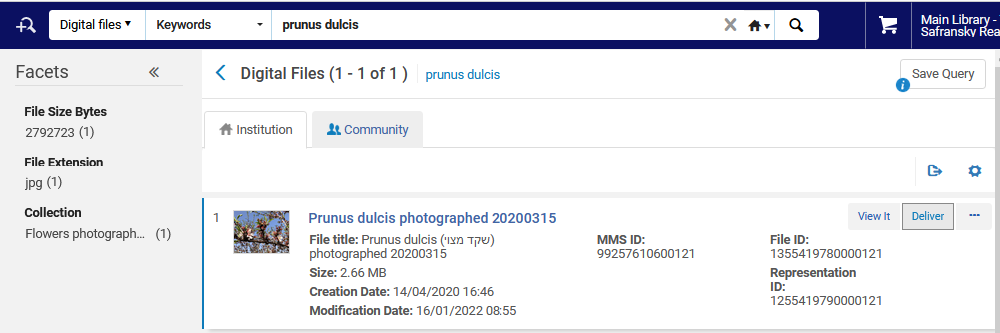 Digital files
Keywords
prunus dulcis
Main Library -
Safransky Rea
Facets
File Size Bytes
2792723 (1)
File Extension
jpg (1)
Collection
Flowers photograph... (1)
Digital Files (1 - 1 of 1 )
prunus dulcis
Save Query
Institution
Community
1
Prunus dulcis photographed 20200315
View It
Deliver
File title: Prunus dulcis (שקד מצוי)
photographed 20200315
Size: 2.66 MB
Creation Date: 14/04/2020 16:46
Modification Date: 16/01/2022 08:55
MMS ID:
99257610600121
File ID:
1355419780000121
Representation
ID:
1255419790000121